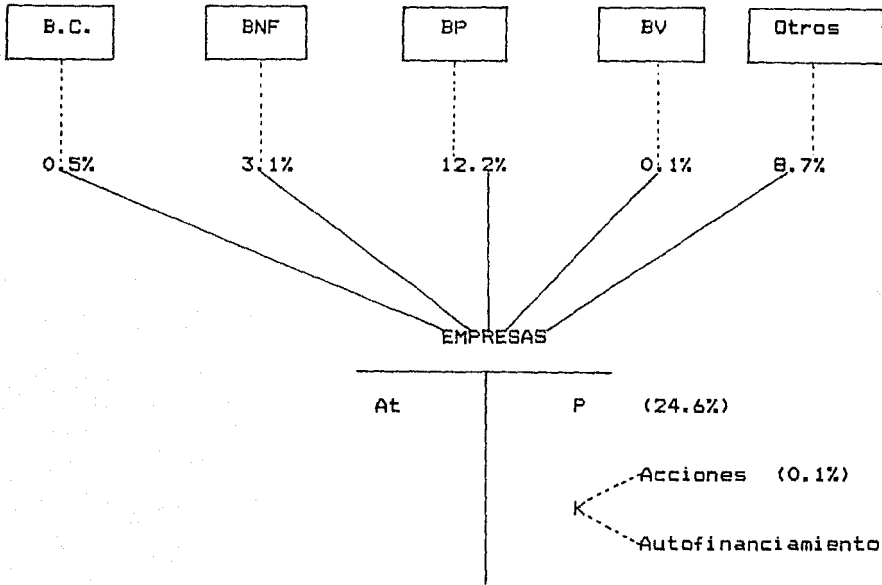 B.C. BNF BP BV Otros
0.5% 3.1% 12.2% 0.1% 8.7%
EMPRESAS
At P (24.6%)
Acciones (0.1%)
K
Autofinanciamiento